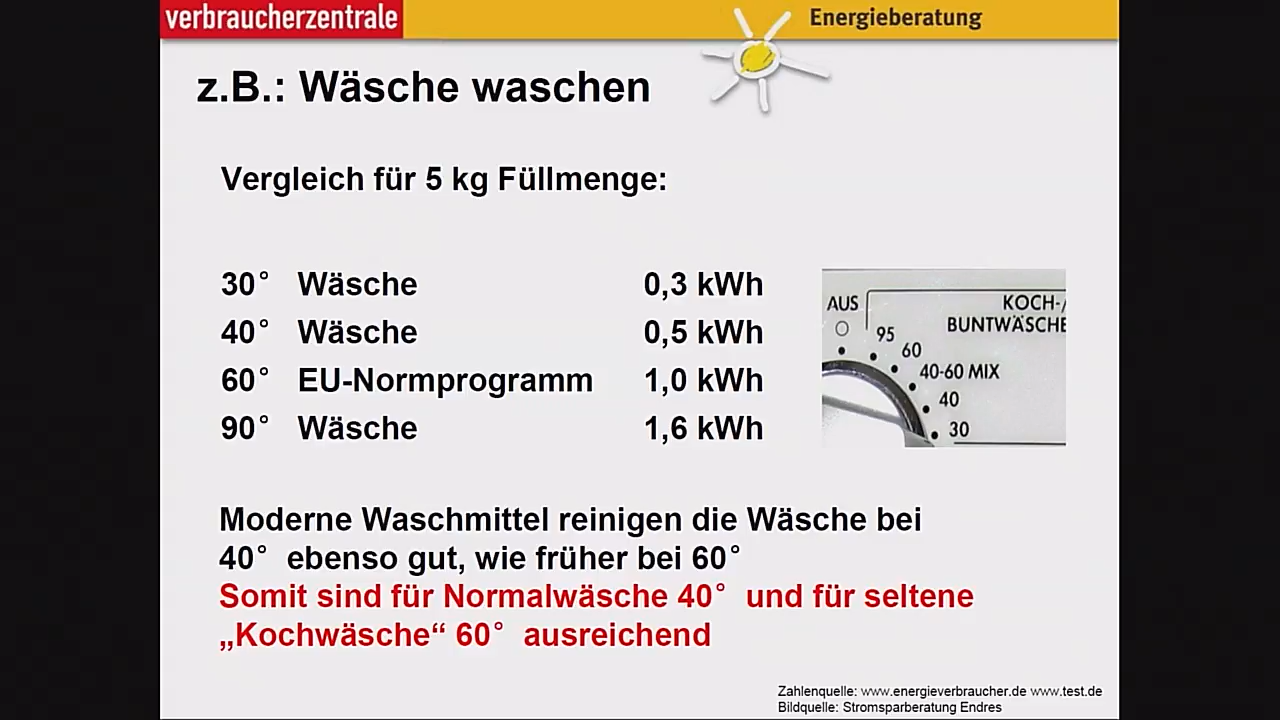 verbraucherzentrale
Energieberatung
z.B.: Wäsche waschen
Vergleich für 5 kg Füllmenge:
30° Wäsche 0,3 kWh
40° Wäsche 0,5 kWh
60° EU-Normprogramm 1,0 kWh
90° Wäsche 1,6 kWh
AUS
KOCH-/
BUNTWÄSCHE
95
60
40-60 MIX
40
30
Moderne Waschmittel reinigen die Wäsche bei
40° ebenso gut, wie früher bei 60°
Somit sind für Normalwäsche 40° und für seltene
„Kochwäsche“ 60° ausreichend
Zahlenquelle: www.energieverbraucher.de www.test.de
Bildquelle: Stromsparberatung Endres